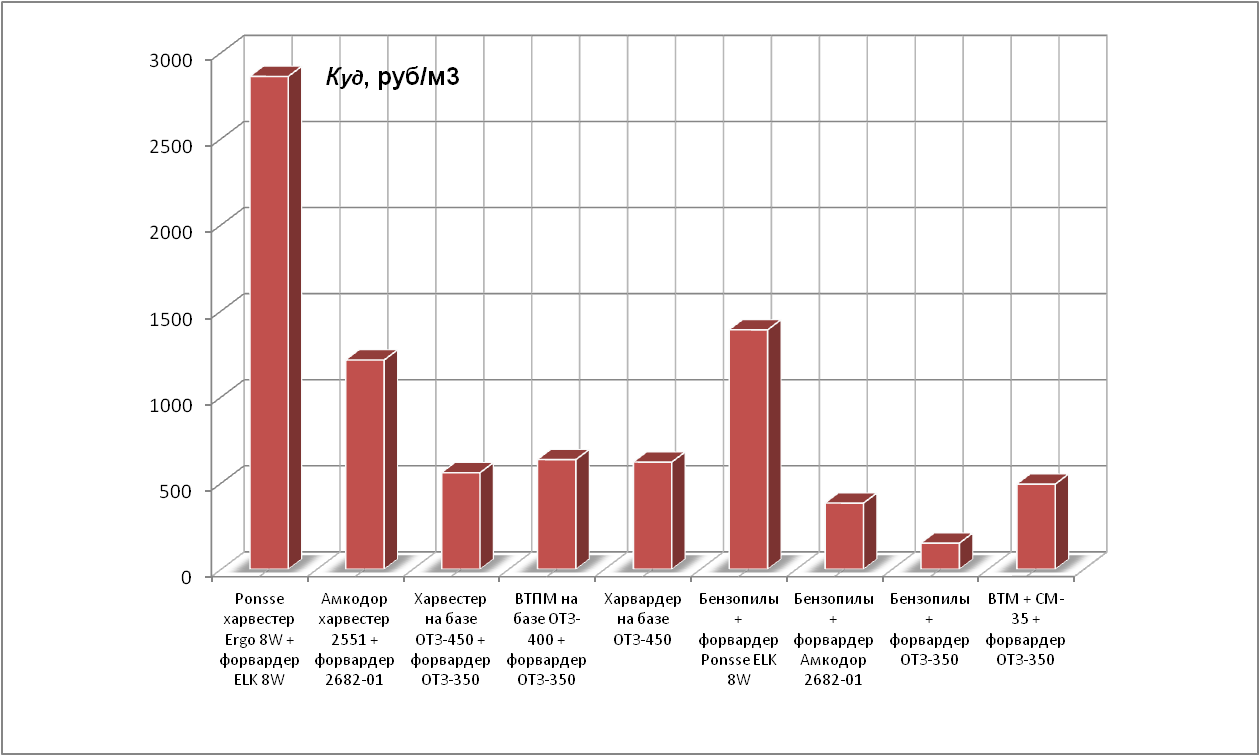 Куд, руб/м3
3000
2500
2000
1500
1000
500
0
Ponsse
харвестер
Ergo 8W +
форвардер
ELK 8W
Амкодор
харвестер
2551 +
форвардер
2682-01
Харвестер
на базе
ОТЗ-450 +
форвардер
ОТЗ-350
ВТПМ на
базе ОТЗ-
400 +
форвардер
ОТЗ-350
Харвардер
на базе
ОТЗ-450
Бензопилы
+
форвардер
Ponsse ELK
8W
Бензопилы
+
форвардер
Амкодор
2682-01
Бензопилы
+
форвардер
ОТЗ-350
ВТМ + СМ-
35 +
форвардер
ОТЗ-350